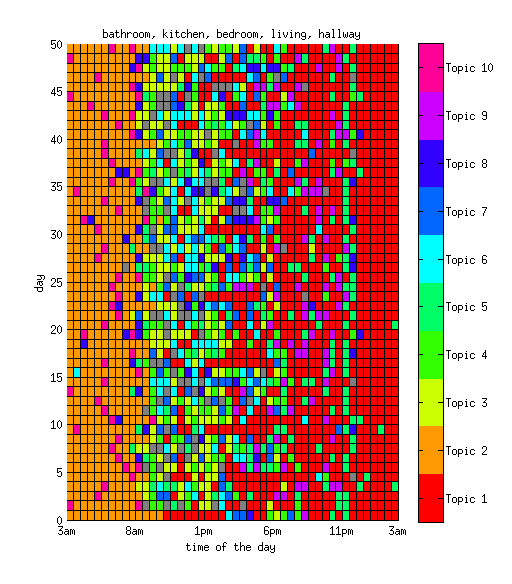 bathroom, kitchen, bedroom, living, hallway
50
45
40
35
30
25
20
15
10
5
0
day
3am 8am 1pm 6pm 11pm 3am
time of the day
Topic 10
Topic 9
Topic 8
Topic 7
Topic 6
Topic 5
Topic 4
Topic 3
Topic 2
Topic 1